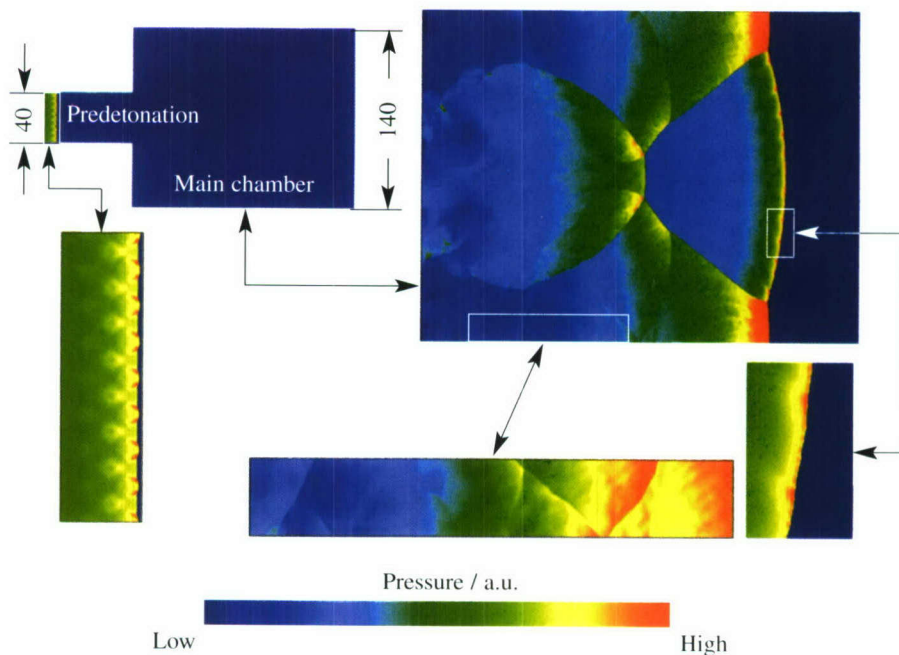 40
Predetonation
140
Main chamber
Pressure / a.u.
Low
High